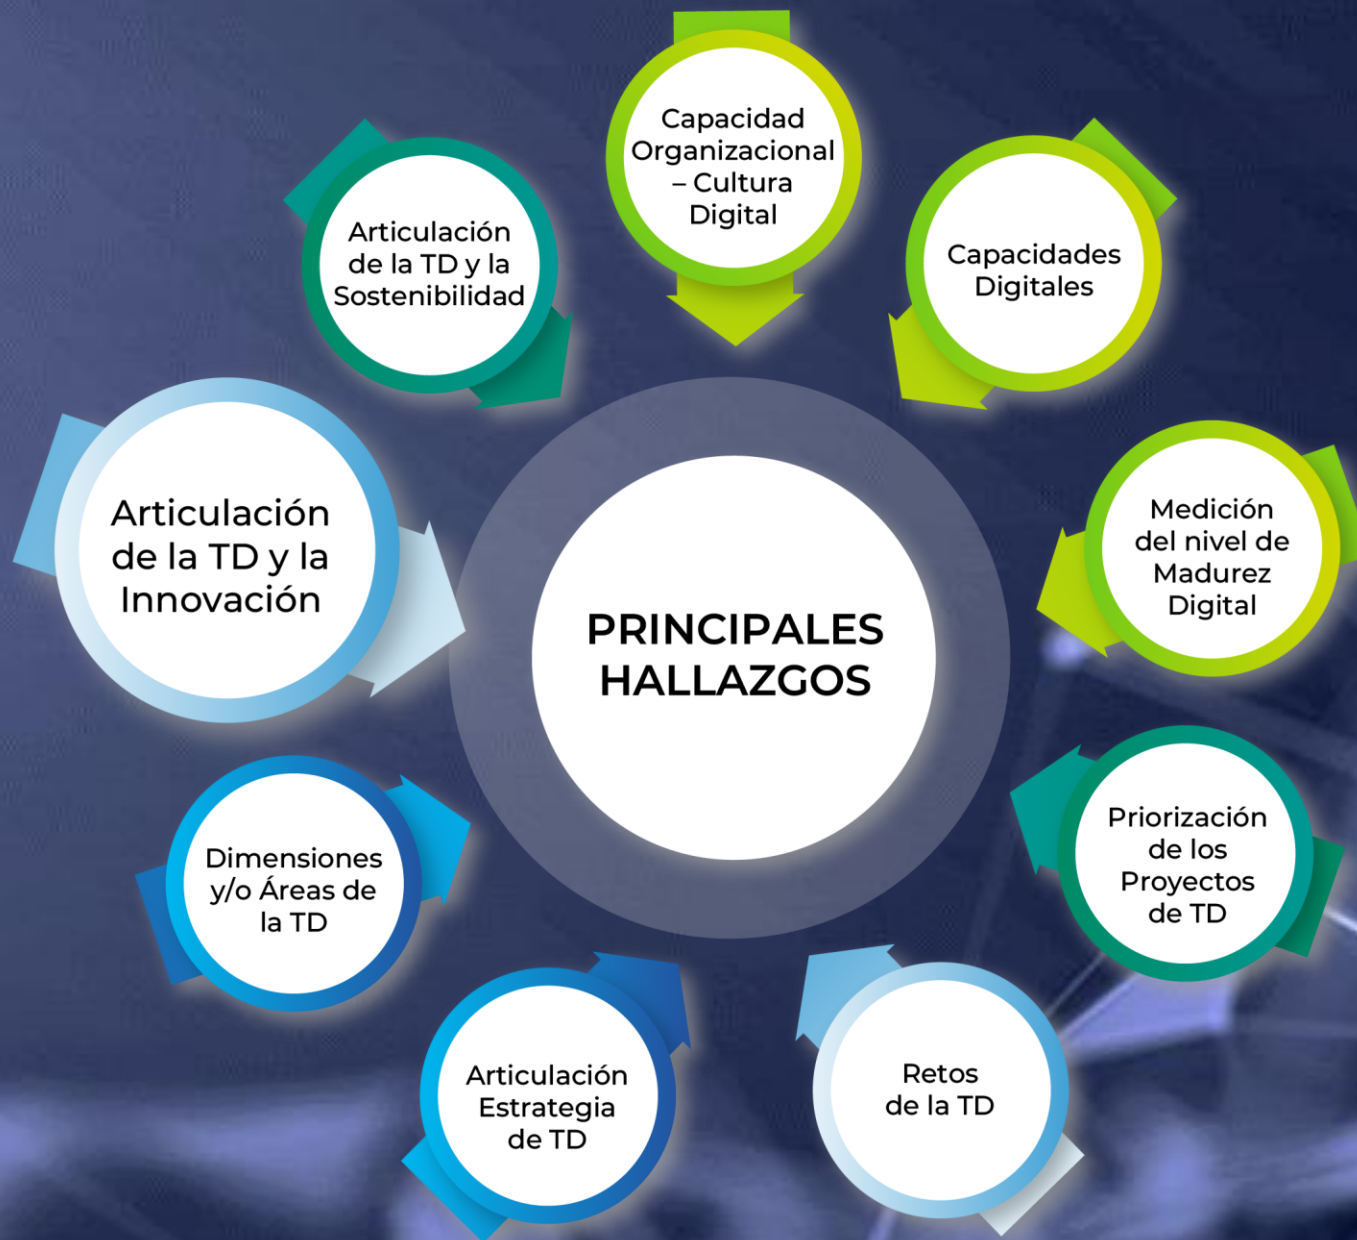 Capacidad
Organizacional
– Cultura
Digital
Capacidades
Digitales
Medición
del nivel de
Madurez
Digital
Priorización
de los
Proyectos
de TD
Retos
de la TD
Articulación
Estrategia
de TD
Dimensiones
y/o Áreas de
la TD
Articulación
de la TD y la
Innovación
Articulación
de la TD y la
Sostenibilidad
PRINCIPALES
HALLAZGOS